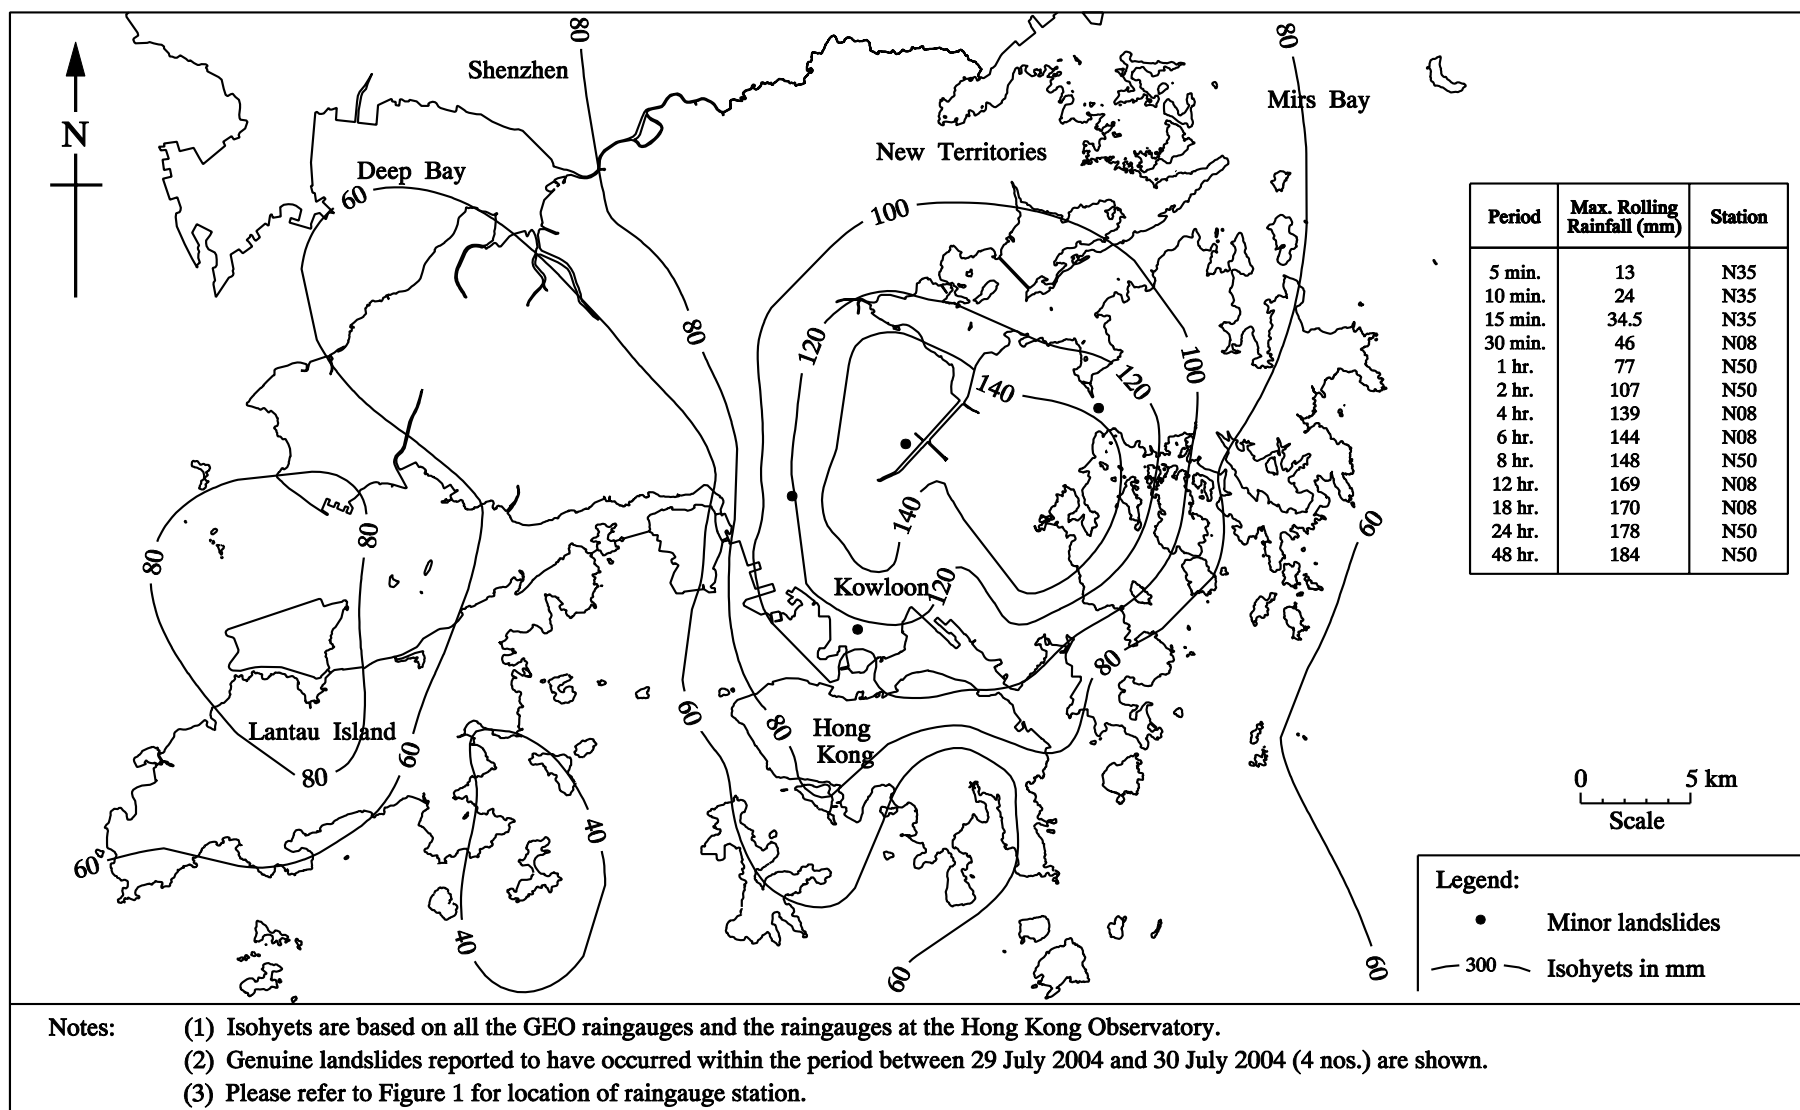 80
80
Shenzhen
Mirs Bay
N
New Territories
Deep Bay
60
100
Period
Max. Rolling
Rainfall (mm)
Station
5 min. 13 N35
10 min. 24 N35
15 min. 34.5 N35
30 min. 46 N08
1 hr. 77 N50
2 hr. 107 N50
4 hr. 139 N08
6 hr. 144 N08
8 hr. 148 N50
12 hr. 169 N08
18 hr. 170 N08
24 hr. 178 N50
48 hr. 184 N50
80
120
100
140
120
140
60
80
80
Kowloon
120
80
60
80
Hong
Kong
Lantau Island
60
80
40
60
40
60
60
0 5 km
Scale
Legend:
Minor landslides
300 Isohyets in mm
Notes: (1) Isohyets are based on all the GEO raingauges and the raingauges at the Hong Kong Observatory.
(2) Genuine landslides reported to have occurred within the period between 29 July 2004 and 30 July 2004 (4 nos.) are shown.
(3) Please refer to Figure 1 for location of raingauge station.